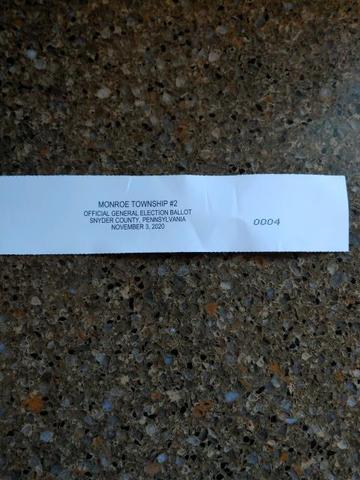 MONROE TOWNSHIP #2
OFFICIAL GENERAL ELECTION BALLOT
SNYDER COUNTY, PENNSYLVANIA
NOVEMBER 3, 2020
0004